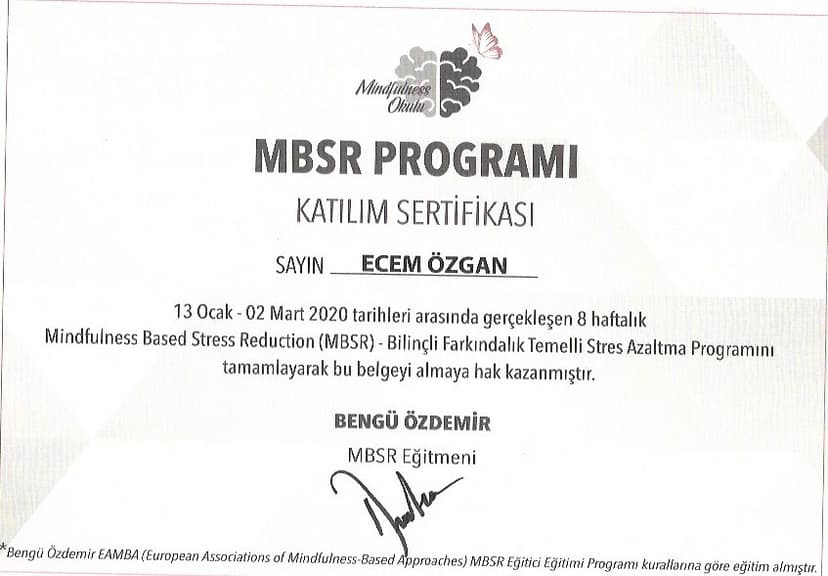 Mindfulness
Okulu
MBSR PROGRAMI
KATILIM SERTİFİKASI
SAYIN ECEM ÖZGAN
13 Ocak - 02 Mart 2020 tarihleri arasında gerçekleşen 8 haftalık
Mindfulness Based Stress Reduction (MBSR) - Bilinçli Farkındalık Temelli Stres Azaltma Programını
tamamlayarak bu belgeyi almaya hak kazanmıştır.
BENGÜ ÖZDEMİR
MBSR Eğitmeni
*Bengü Özdemir EAMBA (European Associations of Mindfulness-Based Approaches) MBSR Eğitici Eğitimi Programı kurallarına göre eğitim almıştır.